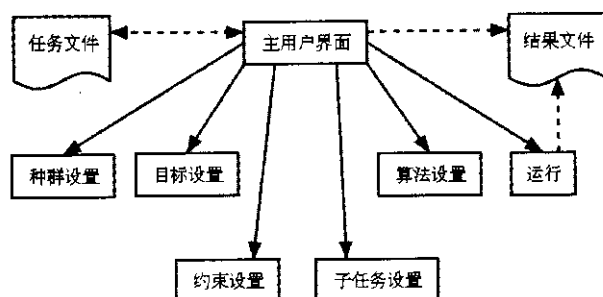 任务文件
主用户界面
结果文件
种群设置
目标设置
算法设置
运行
约束设置
子任务设置